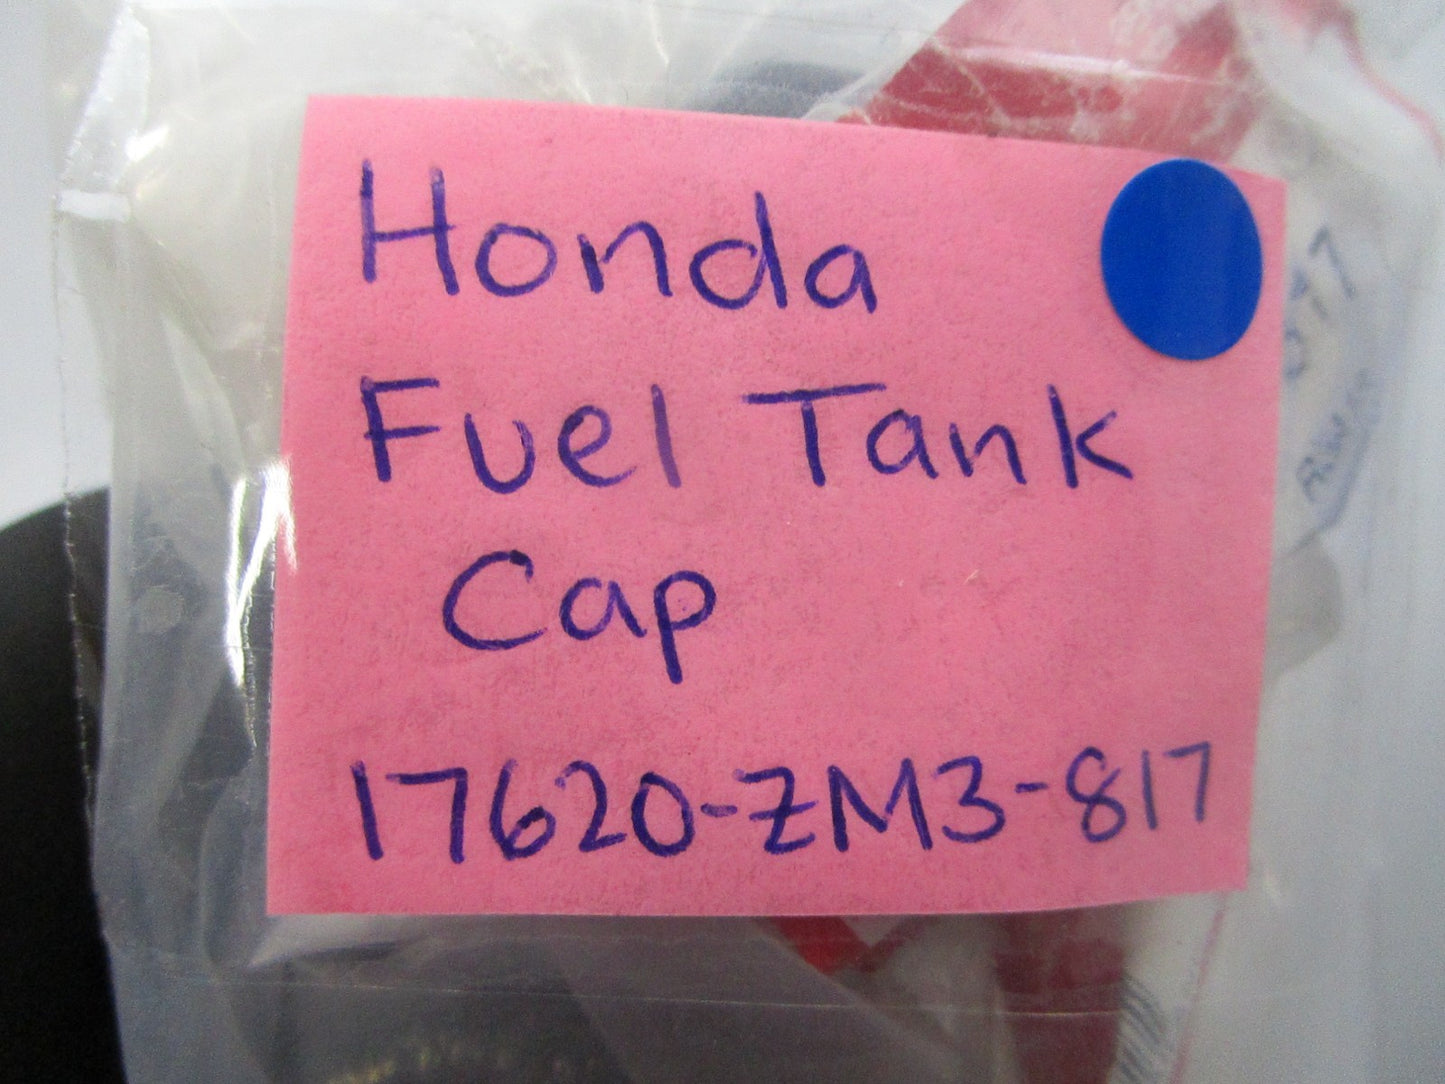 Honda
Fuel Tank
Cap
17620-ZM3-817